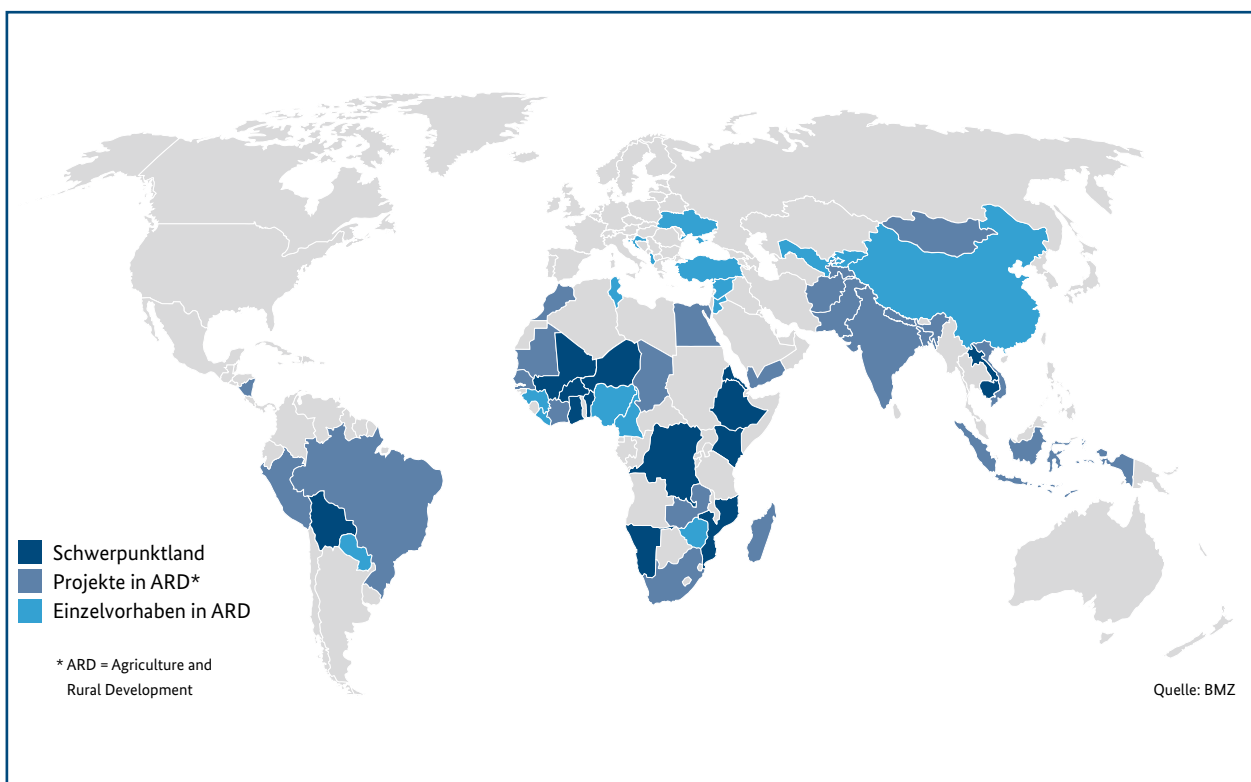 Schwerpunktland
Projekte in ARD*
Einzelvorhaben in ARD
* ARD = Agriculture and
Rural Development
Quelle: BMZ